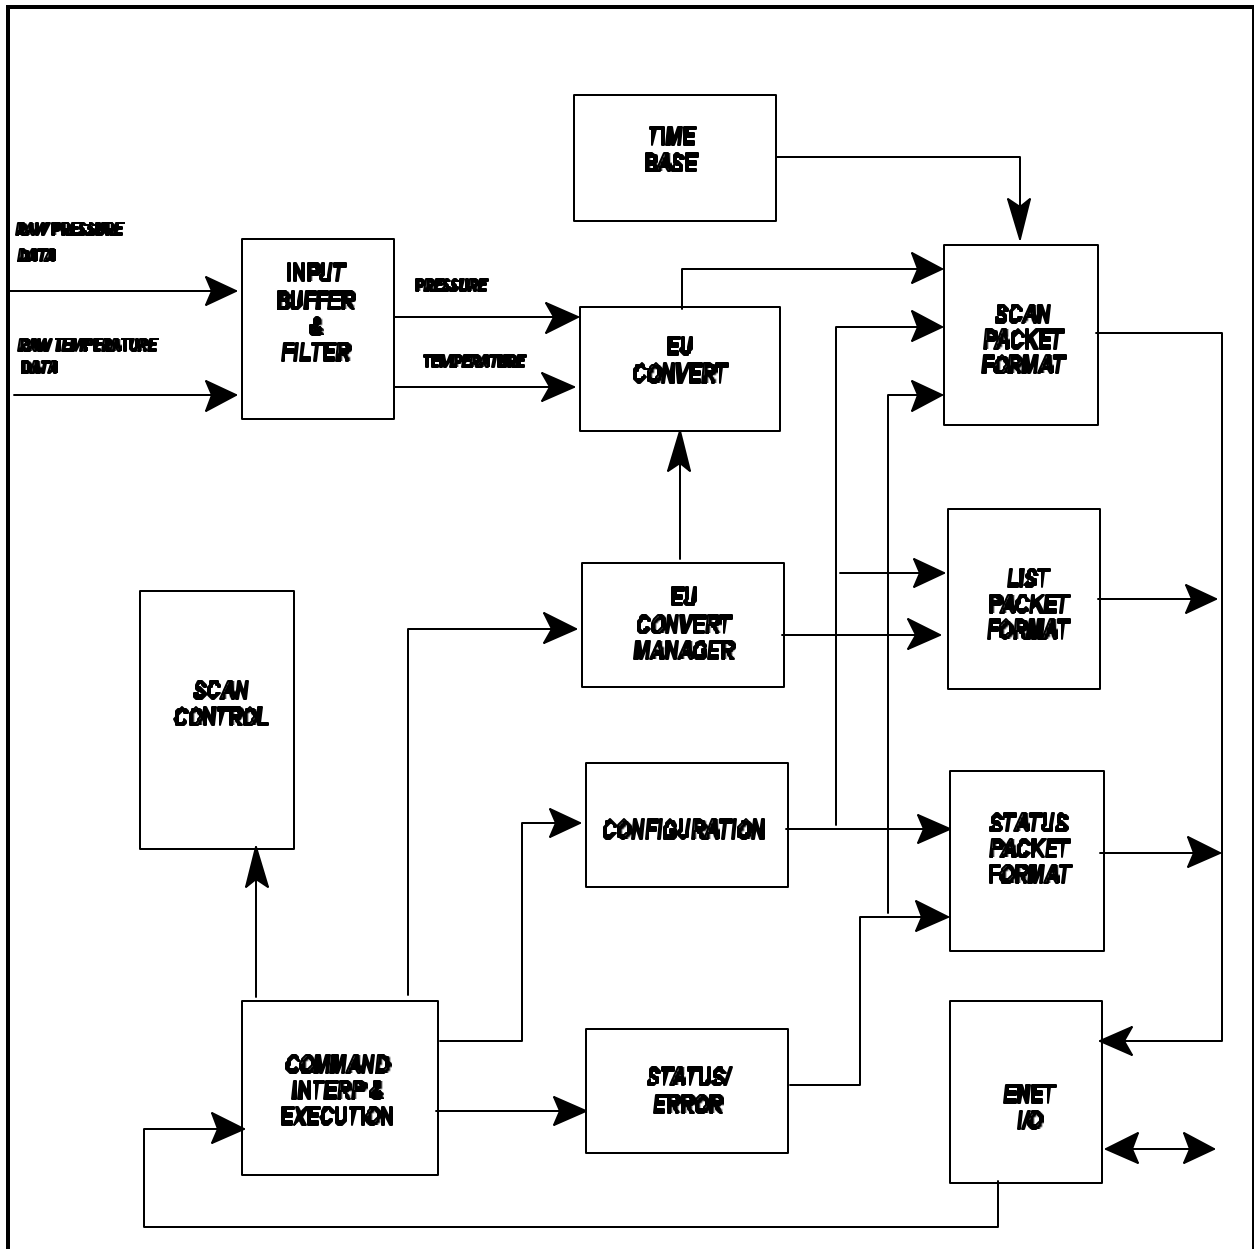 TIME
BASE
RAW PRESSURE
DATA
INPUT
BUFFER
&
FILTER
PRESSURE
RAW TEMPERATURE
DATA
TEMPERATURE
EU
CONVERT
SCAN
PACKET
FORMAT
LIST
PACKET
FORMAT
EU
CONVERT
MANAGER
SCAN
CONTROL
CONFIGURATION
STATUS
PACKET
FORMAT
COMMAND
INTERP &
EXECUTION
STATUS/
ERROR
ENET
I/O